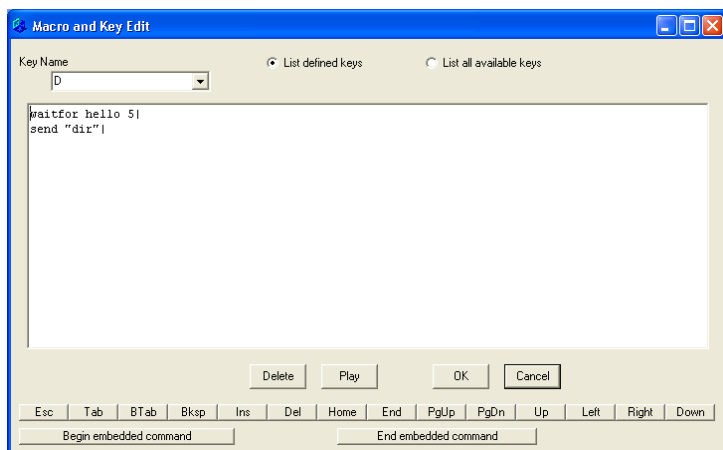 Macro and Key Edit
Key Name
List defined keys
List all available keys
D
waitfor hello 5|
send "dir"|
Delete Play OK Cancel
Esc Tab BTab Bksp Ins Del Home End PgUp PgDn Up Left Right Down
Begin embedded command End embedded command